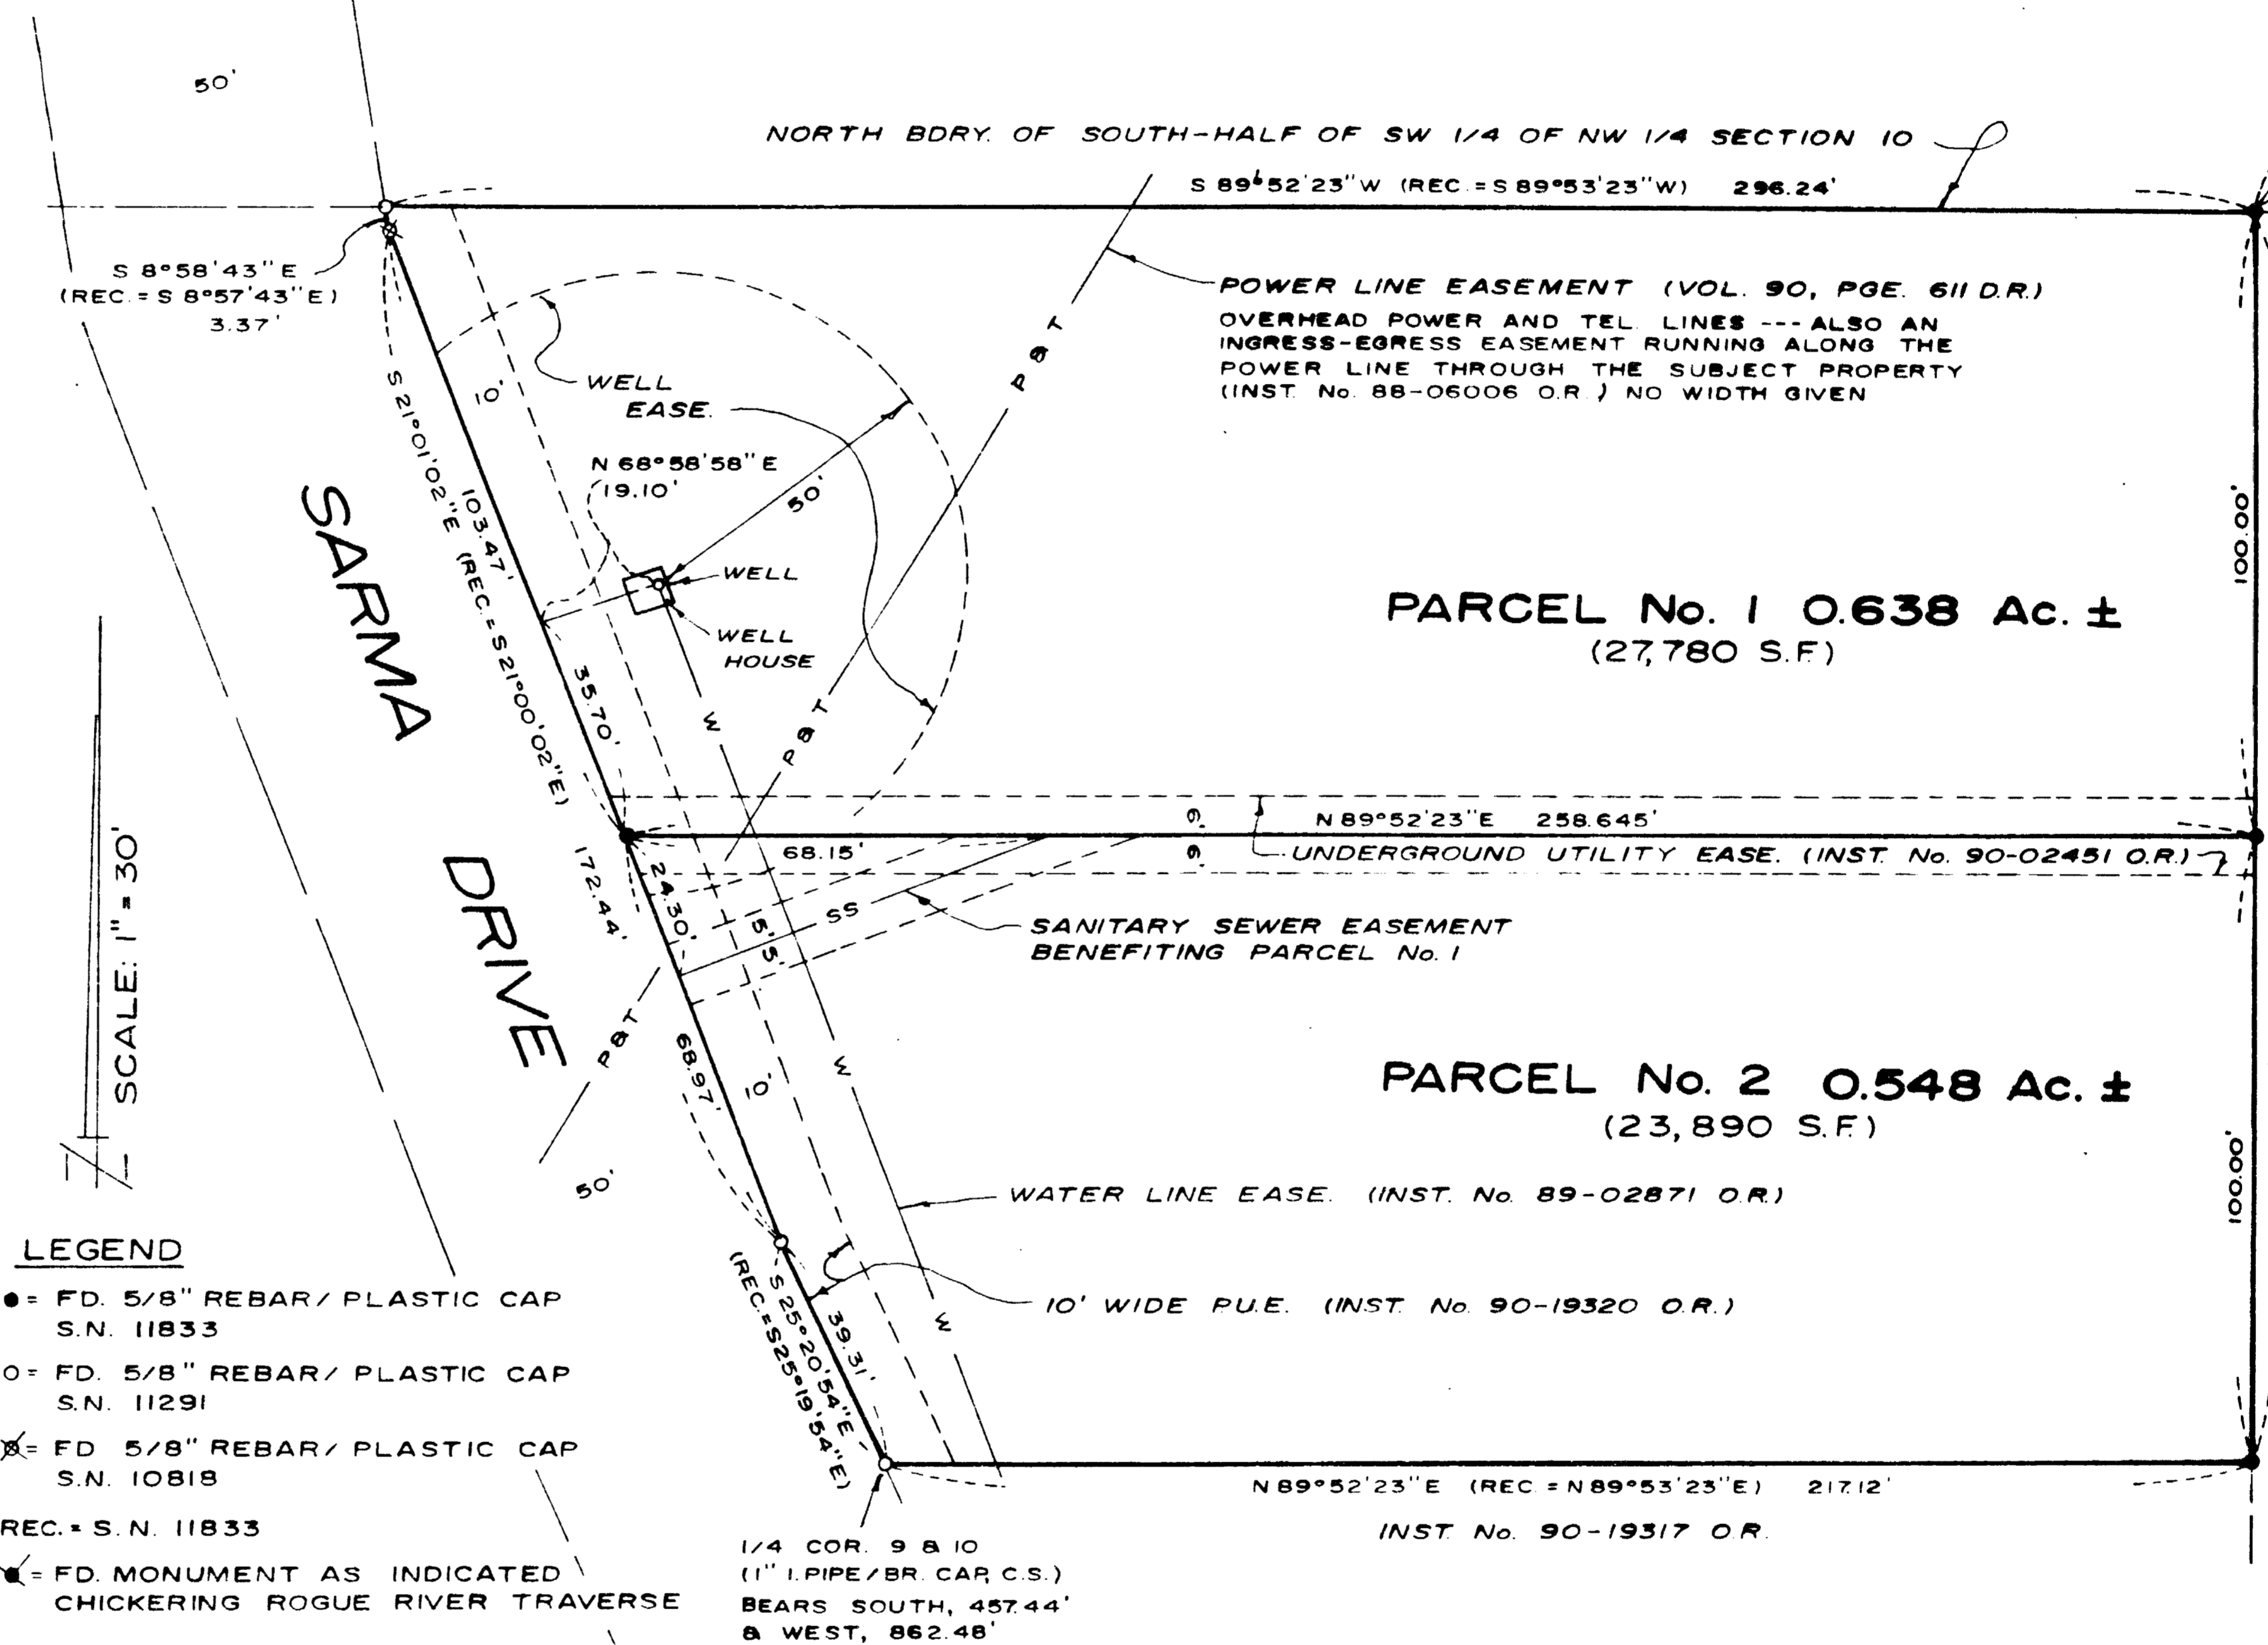 50'
NORTH BDRY. OF SOUTH-HALF OF SW 1/4 OF NW 1/4 SECTION 10
S 89°52'23"W (REC.=S 89°53'23"W) 296.24'
S 8°58'43"E
(REC.=S 8°57'43"E)
3.37'
POWER LINE EASEMENT (VOL. 90, PGE. 611 D.R.)
OVERHEAD POWER AND TEL. LINES --- ALSO AN
INGRESS-EGRESS EASEMENT RUNNING ALONG THE
POWER LINE THROUGH THE SUBJECT PROPERTY
(INST. No. 88-06006 O.R.) NO WIDTH GIVEN
P&T
WELL
EASE.
10'
N 68°58'58"E
19.10'
50'
S 21°01'02"E (REC.=S21°00'02"E)
103.47'
100.00'
SARMA
DRIVE
WELL
WELL
HOUSE
PARCEL No. 1 0.638 Ac. ±
(27,780 S.F.)
35.70'
W
P&T
6'
N 89°52'23"E 258.645'
68.15'
6'
UNDERGROUND UTILITY EASE. (INST. No. 90-02451 O.R.)
172.44'
24.30'
SCALE: 1" = 30'
5'
5'
SS
SANITARY SEWER EASEMENT
BENEFITING PARCEL No. 1
P&T
68.97'
10'
W
PARCEL No. 2 0.548 Ac. ±
(23,890 S.F.)
100.00'
50'
WATER LINE EASE. (INST. No. 89-02871 O.R.)
10' WIDE P.U.E. (INST. No. 90-19320 O.R.)
W
39.31'
S 25°20'54"E
(REC.=S25°19'54"E)
N 89°52'23"E (REC.=N 89°53'23"E) 217.12'
INST. No. 90-19317 O.R.
1/4 COR. 9 & 10
(1" I.PIPE/BR. CAP, C.S.)
BEARS SOUTH, 457.44'
& WEST, 862.48'
LEGEND
● = FD. 5/8" REBAR/PLASTIC CAP
S.N. 11833
○ = FD. 5/8" REBAR/PLASTIC CAP
S.N. 11291
= FD 5/8" REBAR/PLASTIC CAP
S.N. 10818
REC. = S.N. 11833
= FD. MONUMENT AS INDICATED
CHICKERING ROGUE RIVER TRAVERSE
N